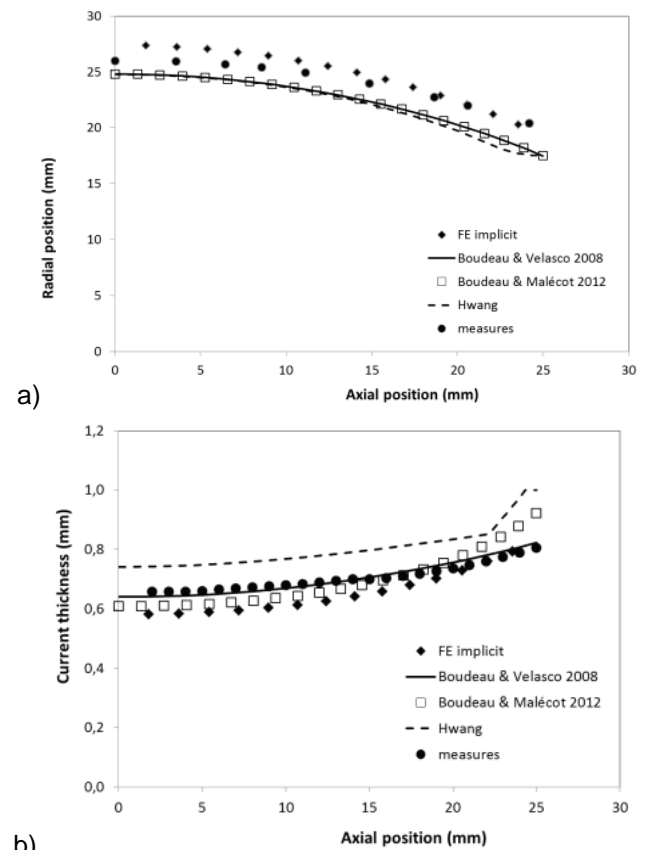 30
25
20
15
10
5
0
Radial position (mm)
FE implicit
Boudeau & Velasco 2008
Boudeau & Malécot 2012
Hwang
measures
0 5 10 15 20 25 30
Axial position (mm)
a)
1,2
1,0
0,8
0,6
0,4
0,2
0,0
Current thickness (mm)
FE implicit
Boudeau & Velasco 2008
Boudeau & Malécot 2012
Hwang
measures
0 5 10 15 20 25 30
Axial position (mm)
b)